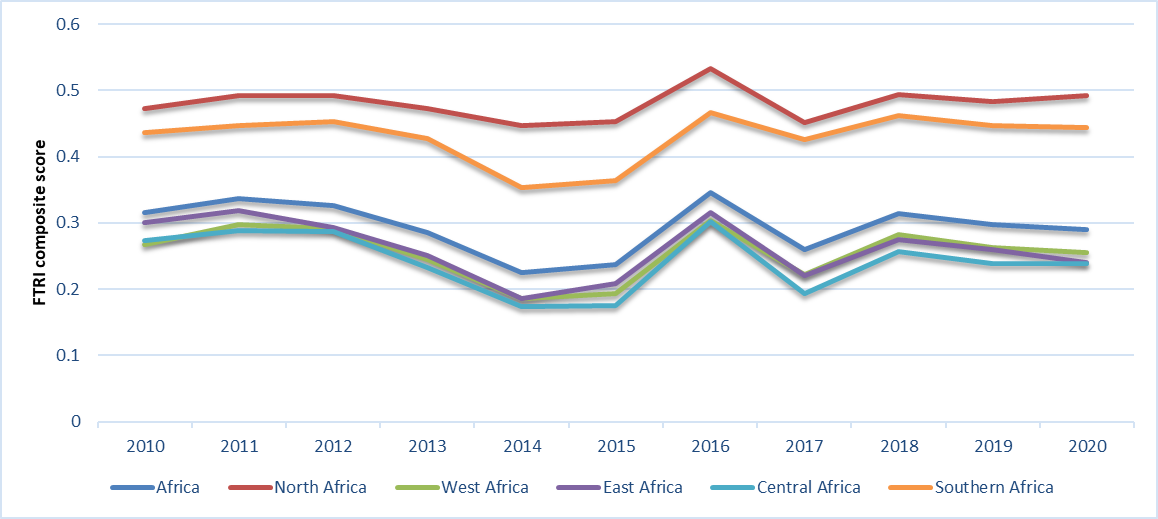 0.6
0.5
0.4
0.3
0.2
0.1
0
FTRI composite score
2010 2011 2012 2013 2014 2015 2016 2017 2018 2019 2020
Africa North Africa West Africa East Africa Central Africa Southern Africa